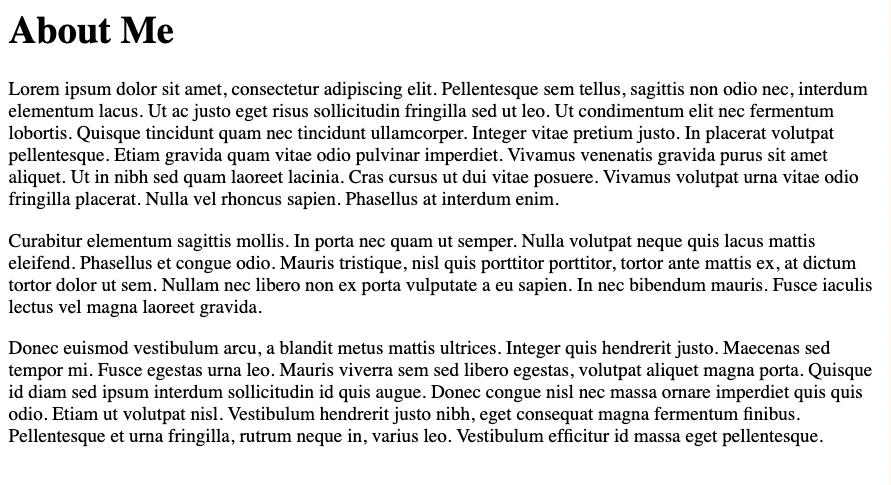 About Me
Lorem ipsum dolor sit amet, consectetur adipiscing elit. Pellentesque sem tellus, sagittis non odio nec, interdum
elementum lacus. Ut ac justo eget risus sollicitudin fringilla sed ut leo. Ut condimentum elit nec fermentum
lobortis. Quisque tincidunt quam nec tincidunt ullamcorper. Integer vitae pretium justo. In placerat volutpat
pellentesque. Etiam gravida quam vitae odio pulvinar imperdiet. Vivamus venenatis gravida purus sit amet
aliquet. Ut in nibh sed quam laoreet lacinia. Cras cursus ut dui vitae posuere. Vivamus volutpat urna vitae odio
fringilla placerat. Nulla vel rhoncus sapien. Phasellus at interdum enim.
Curabitur elementum sagittis mollis. In porta nec quam ut semper. Nulla volutpat neque quis lacus mattis
eleifend. Phasellus et congue odio. Mauris tristique, nisl quis porttitor porttitor, tortor ante mattis ex, at dictum
tortor dolor ut sem. Nullam nec libero non ex porta vulputate a eu sapien. In nec bibendum mauris. Fusce iaculis
lectus vel magna laoreet gravida.
Donec euismod vestibulum arcu, a blandit metus mattis ultrices. Integer quis hendrerit justo. Maecenas sed
tempor mi. Fusce egestas urna leo. Mauris viverra sem sed libero egestas, volutpat aliquet magna porta. Quisque
id diam sed ipsum interdum sollicitudin id quis augue. Donec congue nisl nec massa ornare imperdiet quis quis
odio. Etiam ut volutpat nisl. Vestibulum hendrerit justo nibh, eget consequat magna fermentum finibus.
Pellentesque et urna fringilla, rutrum neque in, varius leo. Vestibulum efficitur id massa eget pellentesque.